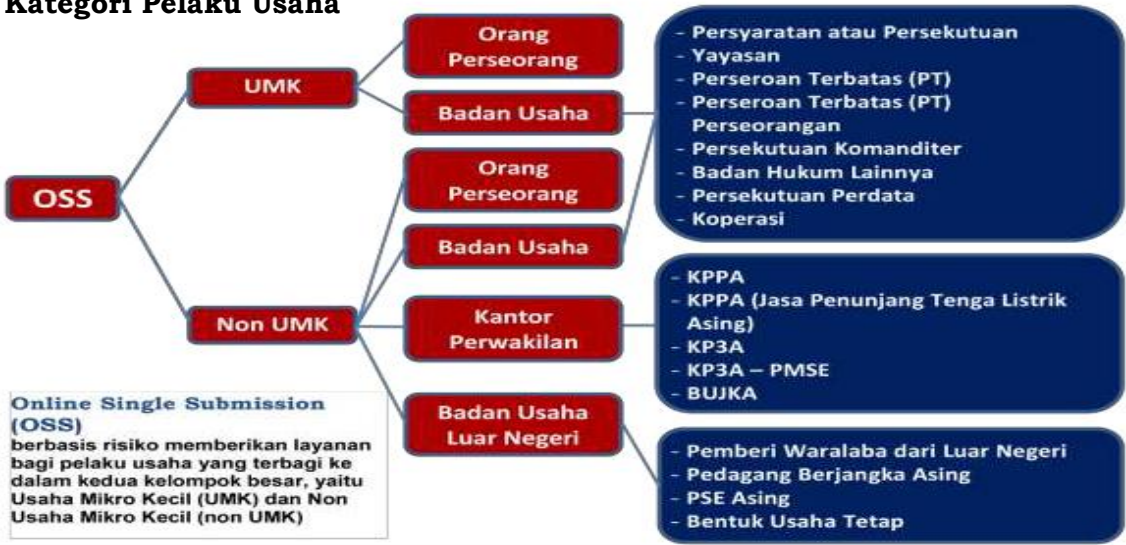 Kategori Pelaku Usaha
OSS
UMK
Non UMK
Orang
Perseorang
Badan Usaha
Orang
Perseorang
Badan Usaha
Kantor
Perwakilan
Badan Usaha
Luar Negeri
- Persyaratan atau Persekutuan
- Yayasan
- Perseroan Terbatas (PT)
- Perseroan Terbatas (PT)
Perseorangan
- Persekutuan Komanditer
- Badan Hukum Lainnya
- Persekutuan Perdata
- Koperasi
- KPPA
- KPPA (Jasa Penunjang Tenga Listrik
Asing)
- KP3A
- KP3A – PMSE
- BUJKA
- Pemberi Waralaba dari Luar Negeri
- Pedagang Berjangka Asing
- PSE Asing
- Bentuk Usaha Tetap
Online Single Submission
(OSS)
berbasis risiko memberikan layanan
bagi pelaku usaha yang terbagi ke
dalam kedua kelompok besar, yaitu
Usaha Mikro Kecil (UMK) dan Non
Usaha Mikro Kecil (non UMK)